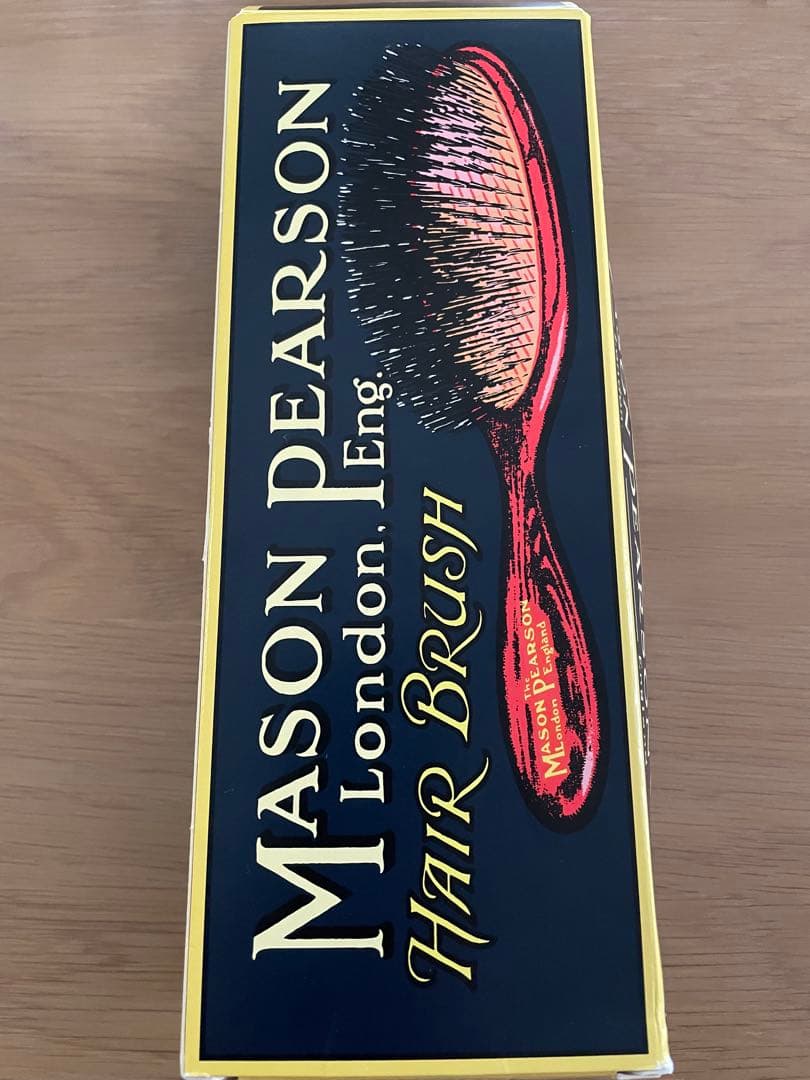 MASON PEARSON
London, Eng.
HAIR BRUSH
The
MASON PEARSON
London England